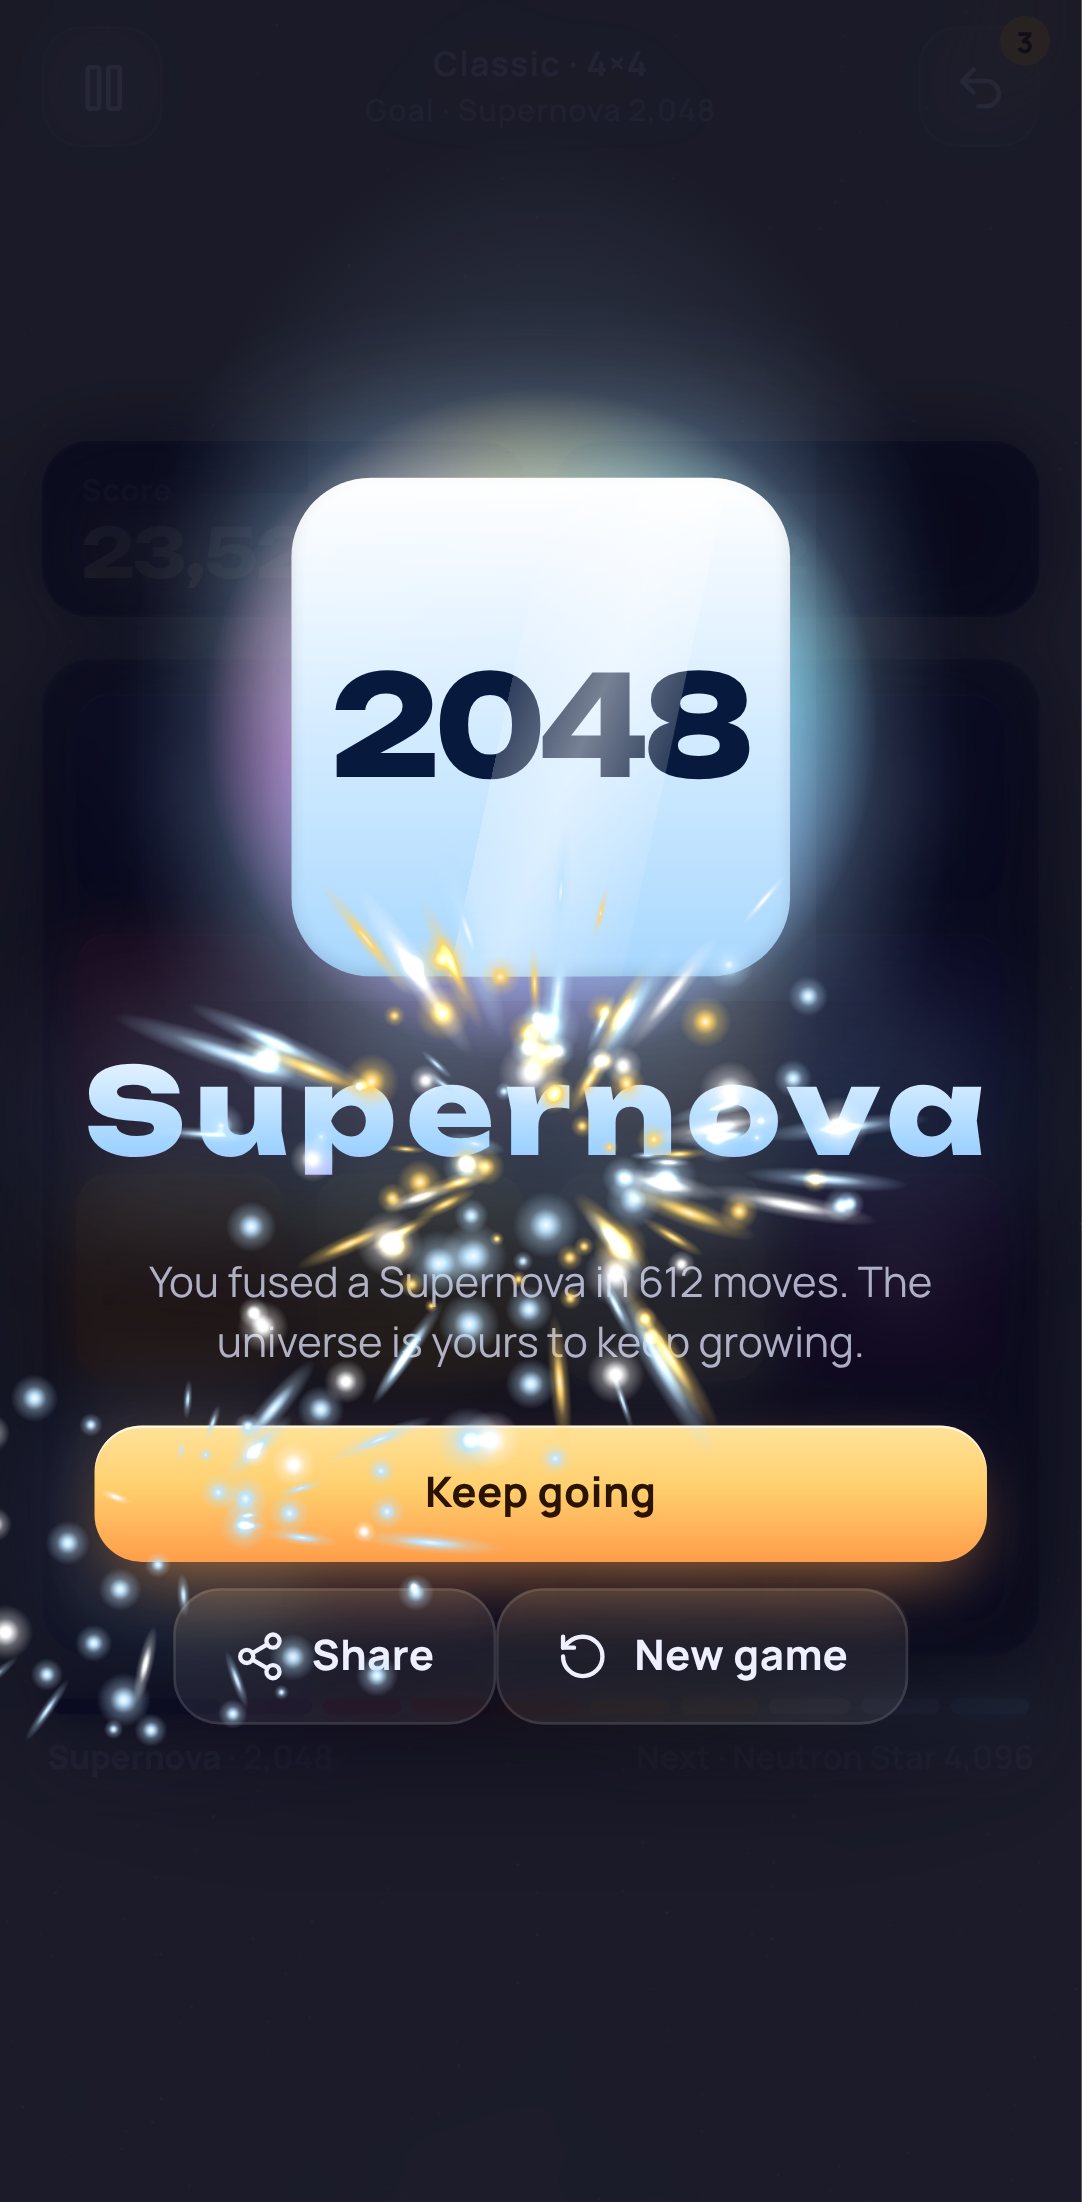 Classic · 4×4
3
Goal · Supernova 2,048
Score
2048
Supernova
You fused a Supernova in 612 moves. The
universe is yours to keep growing.
Keep going
Share
New game
Supernova · 2,048
Next · Neutron Star 4,096